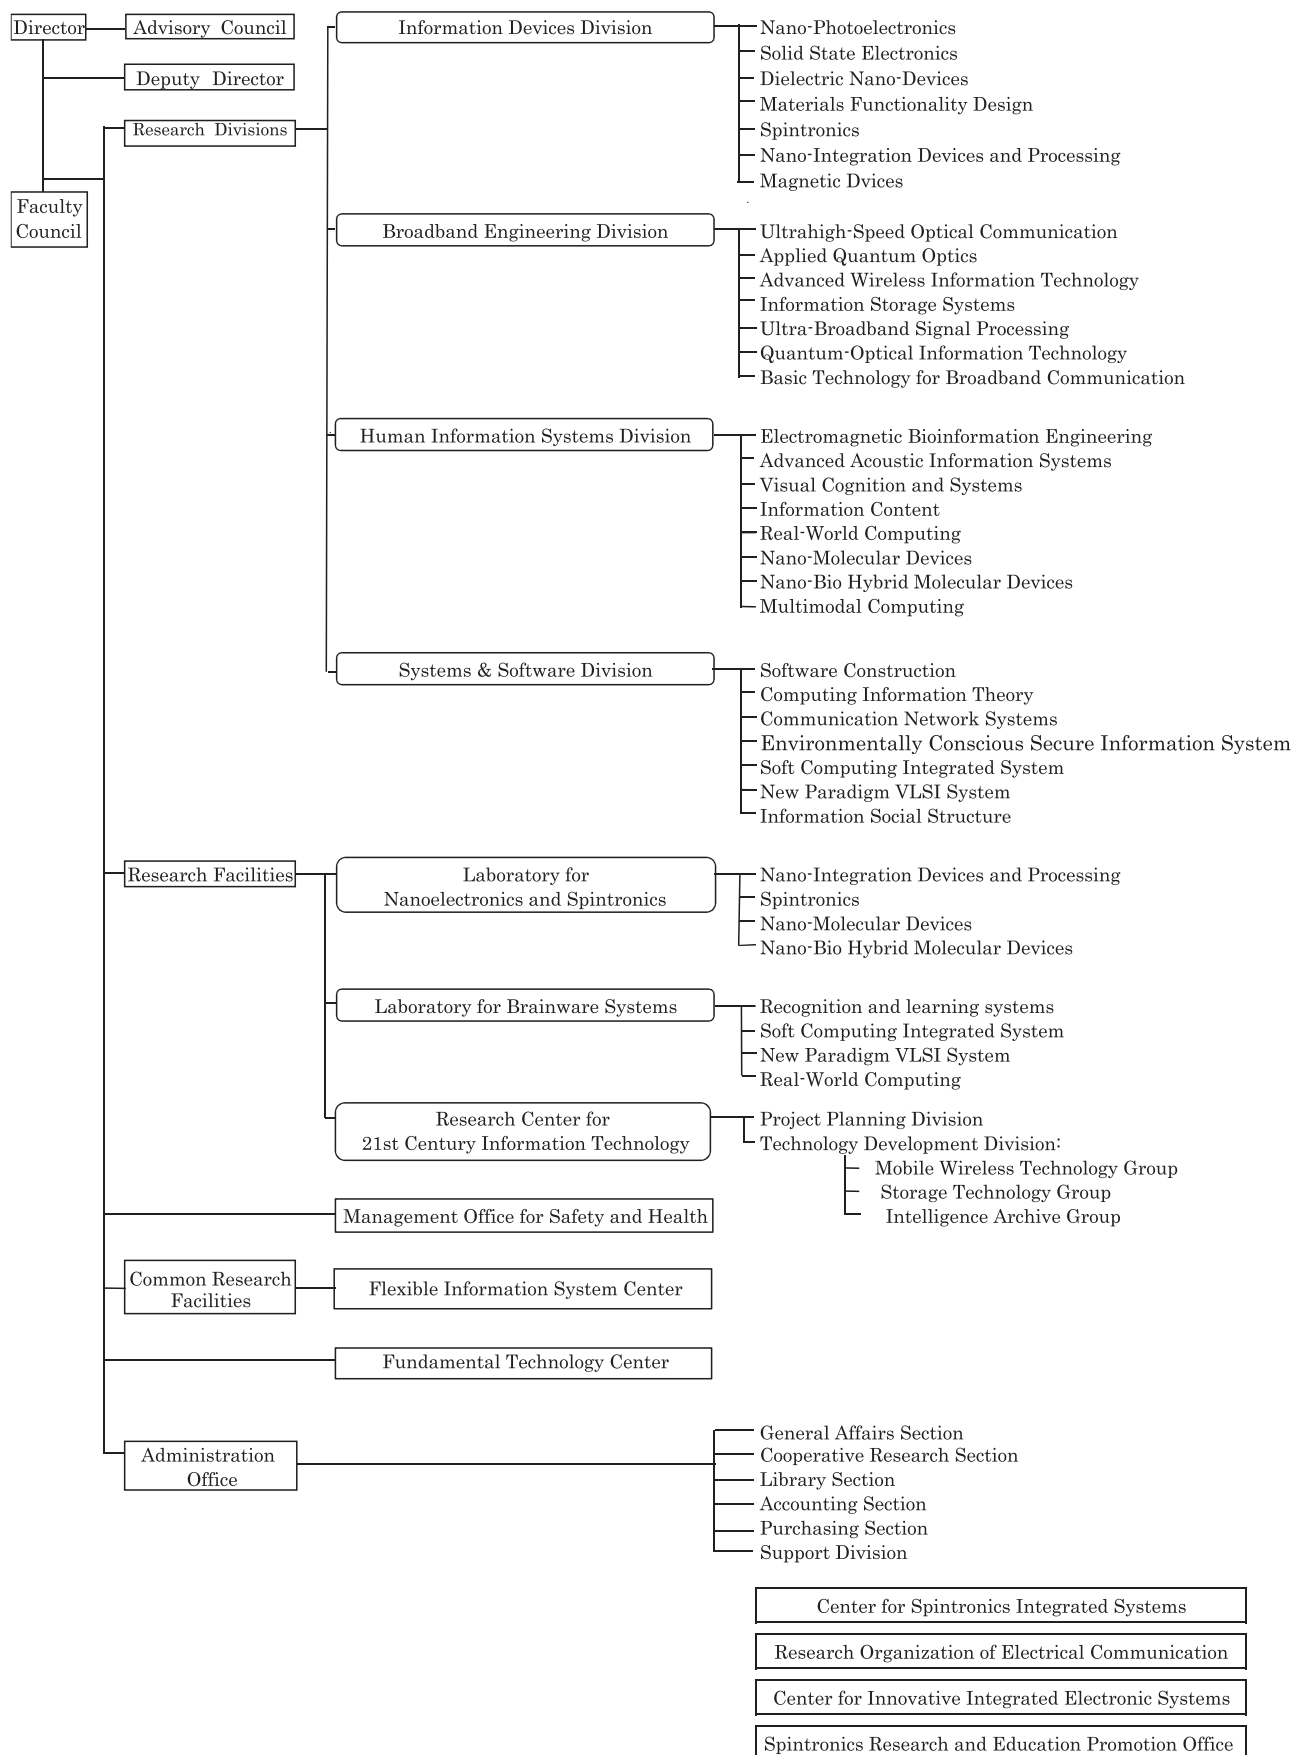 Director
Advisory Council
Deputy Director
Faculty
Council
Research Divisions
Information Devices Division
Nano-Photoelectronics
Solid State Electronics
Dielectric Nano-Devices
Materials Functionality Design
Spintronics
Nano-Integration Devices and Processing
Magnetic Dvices
Broadband Engineering Division
Ultrahigh-Speed Optical Communication
Applied Quantum Optics
Advanced Wireless Information Technology
Information Storage Systems
Ultra-Broadband Signal Processing
Quantum-Optical Information Technology
Basic Technology for Broadband Communication
Human Information Systems Division
Electromagnetic Bioinformation Engineering
Advanced Acoustic Information Systems
Visual Cognition and Systems
Information Content
Real-World Computing
Nano-Molecular Devices
Nano-Bio Hybrid Molecular Devices
Multimodal Computing
Systems & Software Division
Software Construction
Computing Information Theory
Communication Network Systems
Environmentally Conscious Secure Information System
Soft Computing Integrated System
New Paradigm VLSI System
Information Social Structure
Research Facilities
Laboratory for
Nanoelectronics and Spintronics
Nano-Integration Devices and Processing
Spintronics
Nano-Molecular Devices
Nano-Bio Hybrid Molecular Devices
Laboratory for Brainware Systems
Recognition and learning systems
Soft Computing Integrated System
New Paradigm VLSI System
Real-World Computing
Research Center for
21st Century Information Technology
Project Planning Division
Technology Development Division:
Mobile Wireless Technology Group
Storage Technology Group
Intelligence Archive Group
Management Office for Safety and Health
Common Research
Facilities
Flexible Information System Center
Fundamental Technology Center
Administration
Office
General Affairs Section
Cooperative Research Section
Library Section
Accounting Section
Purchasing Section
Support Division
Center for Spintronics Integrated Systems
Research Organization of Electrical Communication
Center for Innovative Integrated Electronic Systems
Spintronics Research and Education Promotion Office